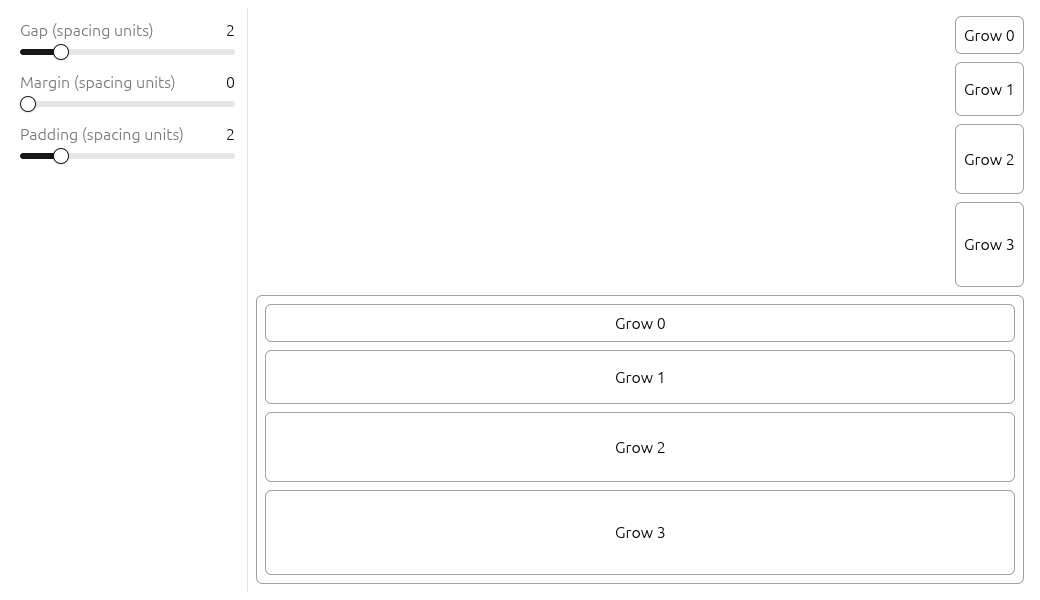 Gap (spacing units) 2
Margin (spacing units) 0
Padding (spacing units) 2
Grow 0
Grow 1
Grow 2
Grow 3
Grow 0
Grow 1
Grow 2
Grow 3